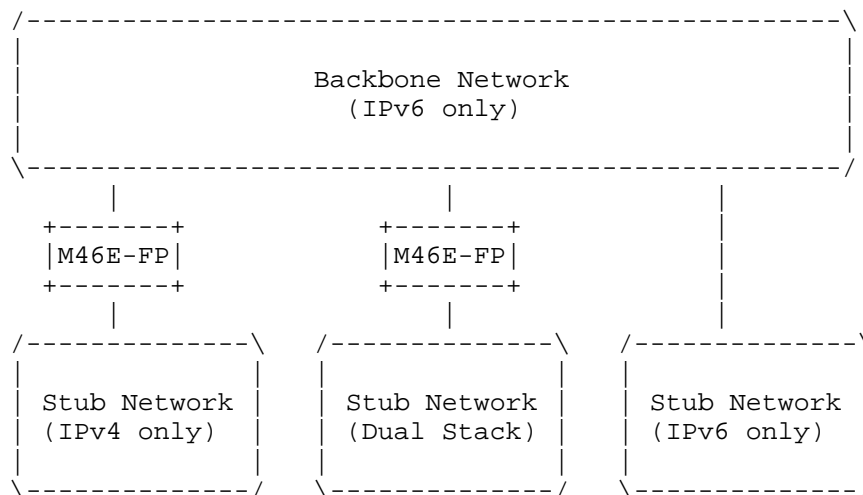 Backbone Network
(IPv6 only)
M46E-FP M46E-FP
Stub Network Stub Network Stub Network
(IPv4 only) (Dual Stack) (IPv6 only)